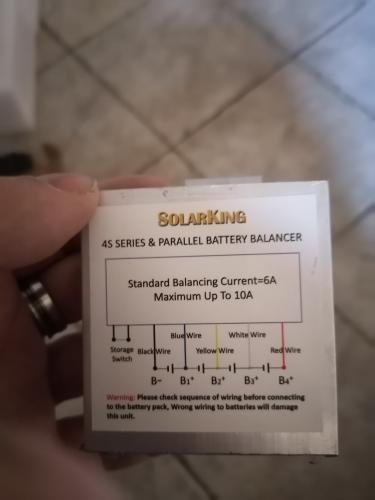 SOLARKING
4S SERIES & PARALLEL BATTERY BALANCER
Standard Balancing Current=6A
Maximum Up To 10A
Blue Wire White Wire
Storage Switch Black Wire Yellow Wire Red Wire
B- B1+ B2+ B3+ B4+
Warning: Please check sequence of wiring before connecting
to the battery pack, Wrong wiring to batteries will damage
this unit.